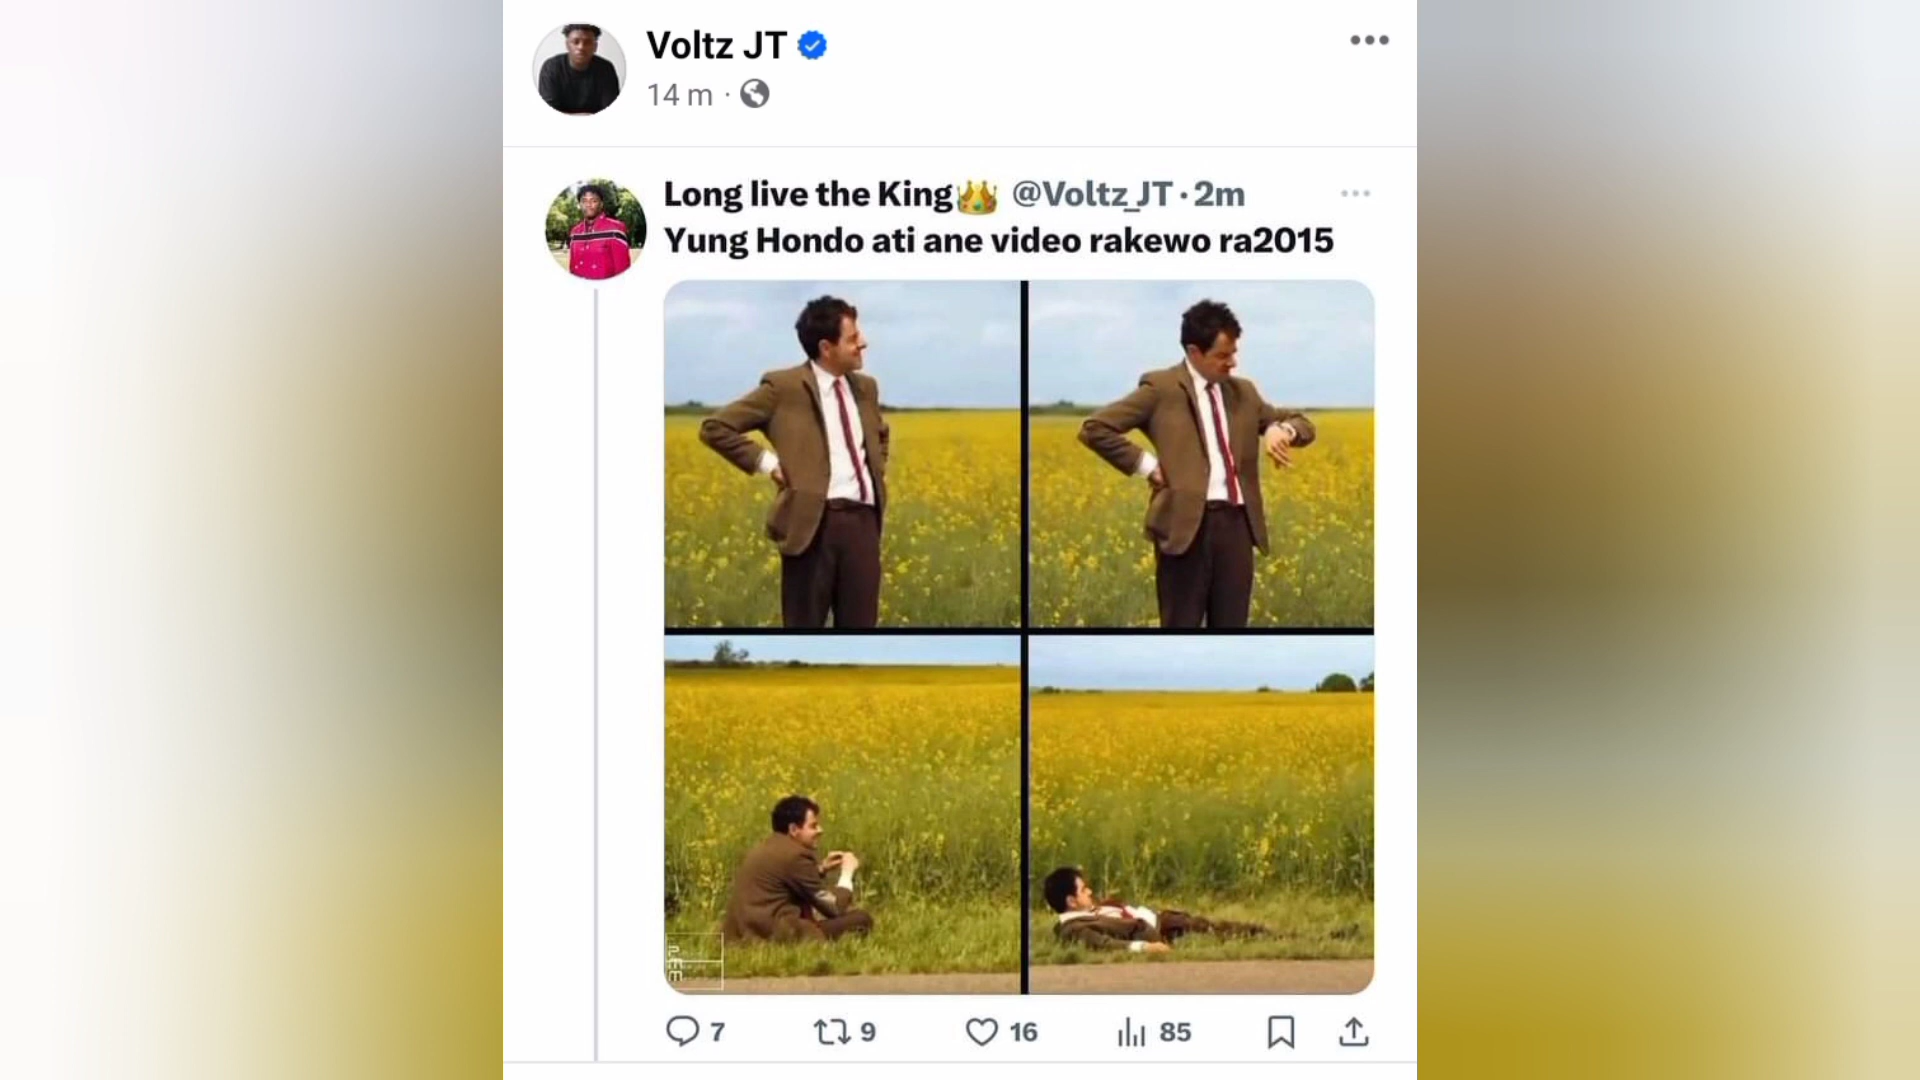 Voltz JT
14 m ·
Long live the King👑 @Voltz_JT · 2m
Yung Hondo ati ane video rakewo ra2015
7 9 16 85